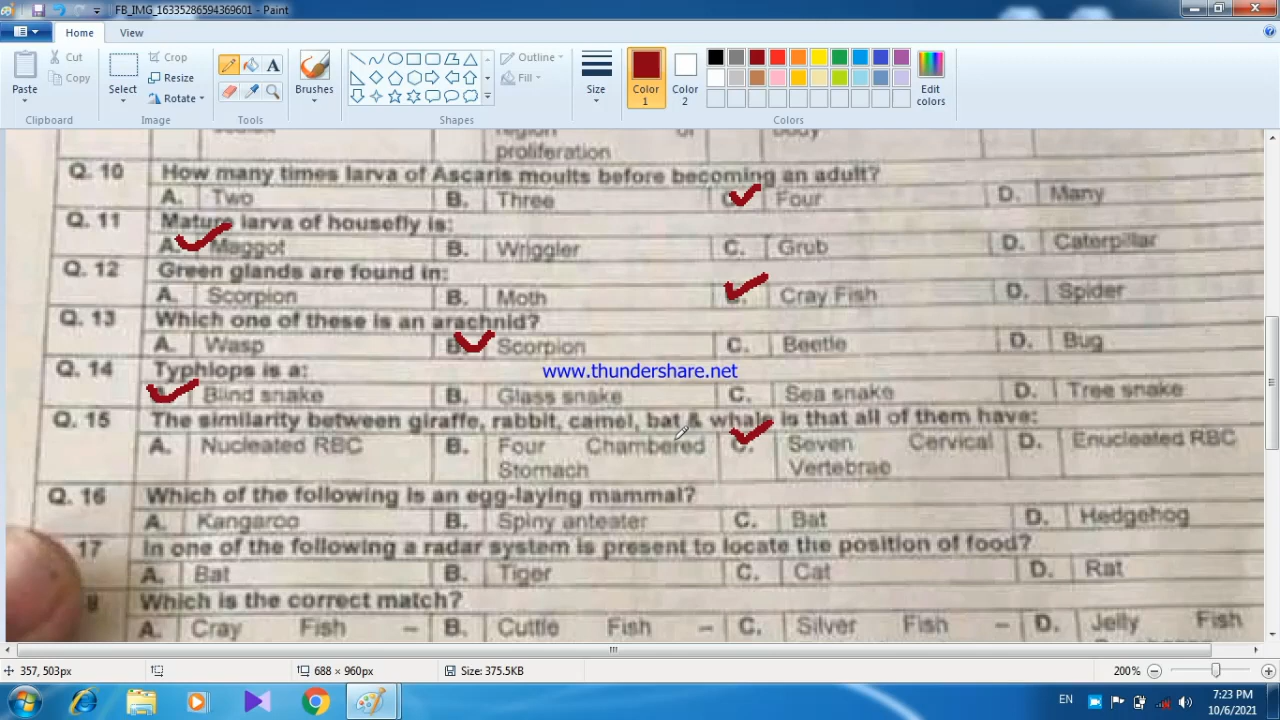 FB_IMG_16335286594369601 - Paint
Home View
Paste
Cut
Copy
Clipboard
Select
Crop
Resize
Rotate
Image
A
Tools
Brushes
Shapes
Outline
Fill
Size
Color 1
Color 2
Edit colors
Colors
region or body
proliferation
Q. 10 How many times larva of Ascaris moults before becoming an adult?
A. Two B. Three Four D. Many
Q. 11 Mature larva of housefly is:
A. Maggot B. Wriggler C. Grub D. Caterpillar
Q. 12 Green glands are found in:
A. Scorpion B. Moth Cray Fish D. Spider
Q. 13 Which one of these is an arachnid?
A. Wasp B. Scorpion C. Beetle D. Bug
Q. 14 Typhlops is a:
www.thundershare.net
Blind snake B. Glass snake C. Sea snake D. Tree snake
Q. 15 The similarity between giraffe, rabbit, camel, bat & whale is that all of them have:
A. Nucleated RBC B. Four Chambered C. Seven Cervical D. Enucleated RBC
Stomach Vertebrae
Q. 16 Which of the following is an egg-laying mammal?
A. Kangaroo B. Spiny anteater C. Bat D. Hedgehog
17 In one of the following a radar system is present to locate the position of food?
A. Bat B. Tiger C. Cat D. Rat
8 Which is the correct match?
A. Cray Fish – B. Cuttle Fish – C. Silver Fish – D. Jelly Fish
357, 503px 688 × 960px Size: 375.5KB 200%
EN 7:23 PM
10/6/2021